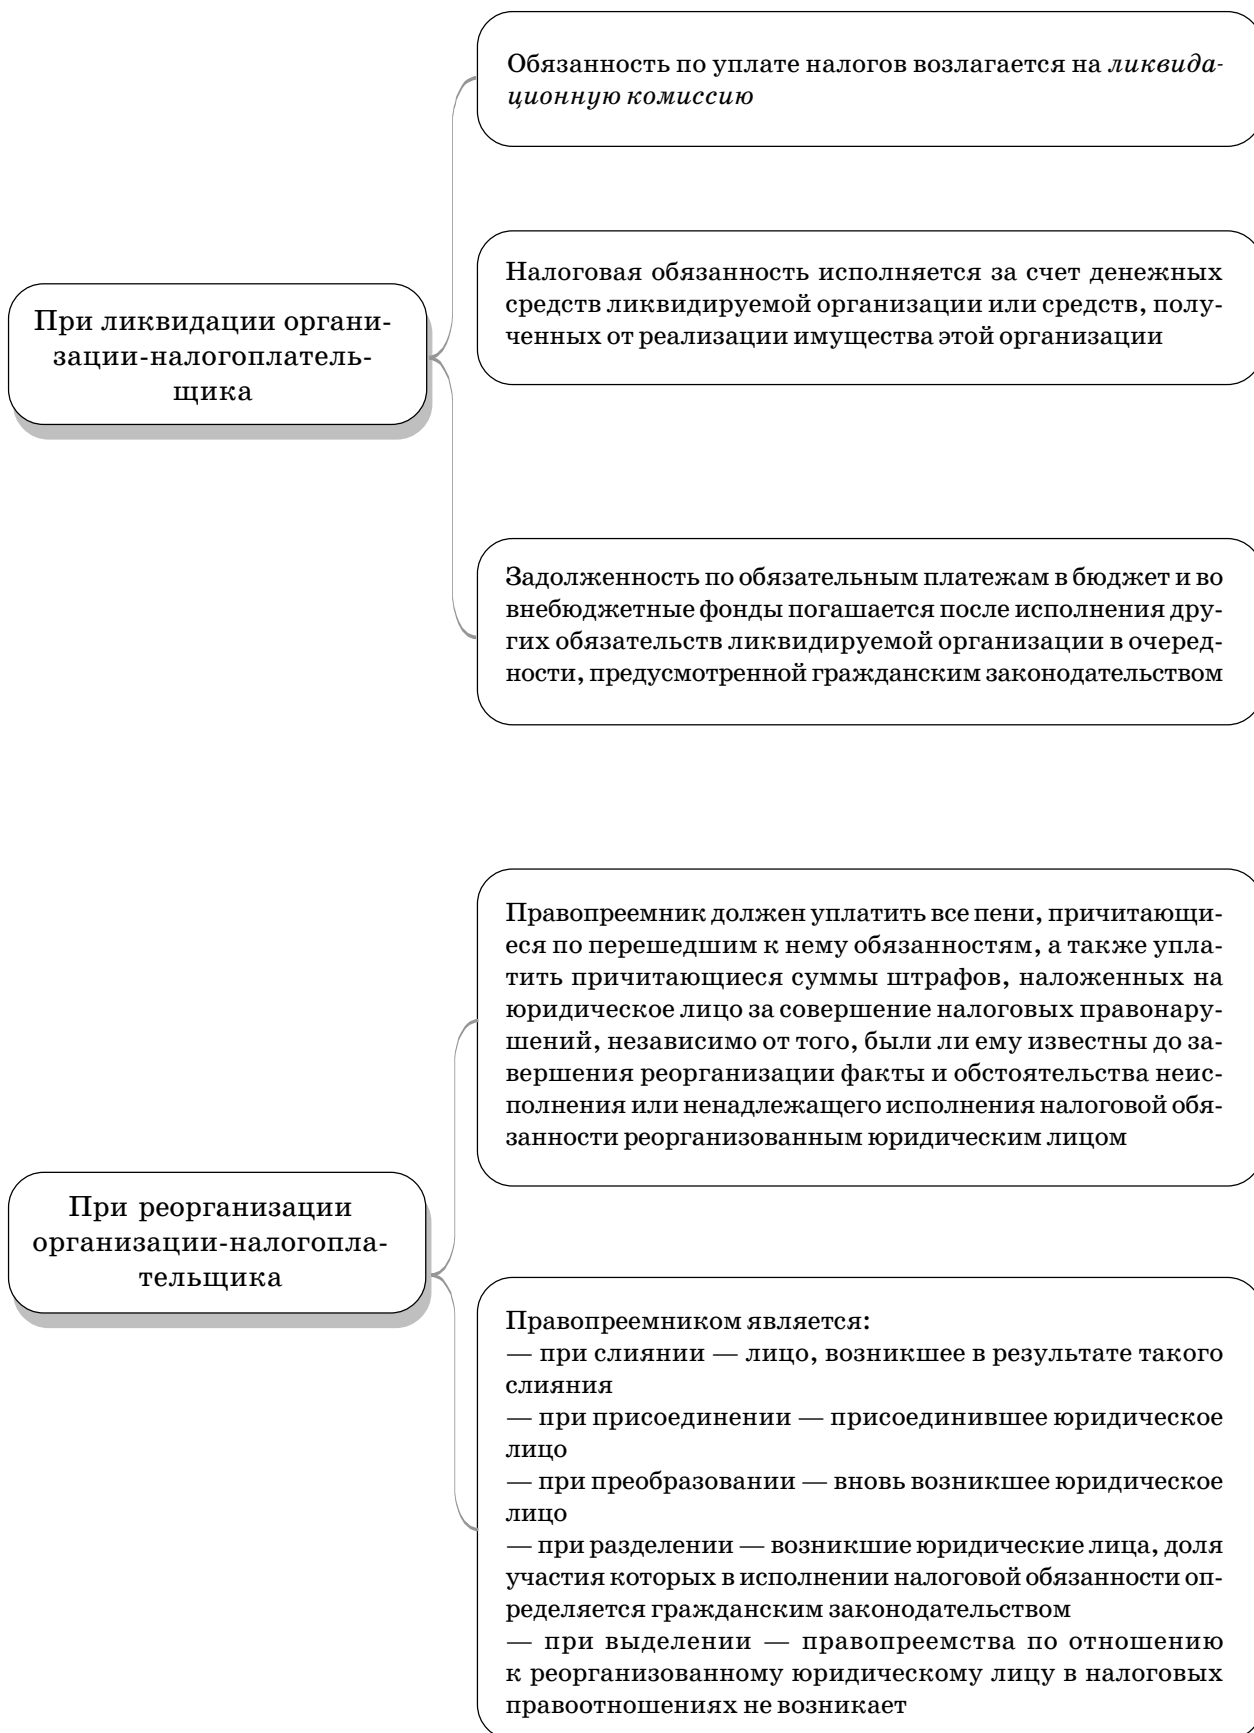 При ликвидации органи-
зации-налогоплатель-
щика
Обязанность по уплате налогов возлагается на ликвида-
ционную комиссию
Налоговая обязанность исполняется за счет денежных
средств ликвидируемой организации или средств, полу-
ченных от реализации имущества этой организации
Задолженность по обязательным платежам в бюджет и во
внебюджетные фонды погашается после исполнения дру-
гих обязательств ликвидируемой организации в очеред-
ности, предусмотренной гражданским законодательством
При реорганизации
организации-налогопла-
тельщика
Правопреемник должен уплатить все пени, причитающи-
еся по перешедшим к нему обязанностям, а также упла-
тить причитающиеся суммы штрафов, наложенных на
юридическое лицо за совершение налоговых правонару-
шений, независимо от того, были ли ему известны до за-
вершения реорганизации факты и обстоятельства неис-
полнения или ненадлежащего исполнения налоговой обя-
занности реорганизованным юридическим лицом
Правопреемником является:
— при слиянии — лицо, возникшее в результате такого
слияния
— при присоединении — присоединившее юридическое
лицо
— при преобразовании — вновь возникшее юридическое
лицо
— при разделении — возникшие юридические лица, доля
участия которых в исполнении налоговой обязанности оп-
ределяется гражданским законодательством
— при выделении — правопреемства по отношению
к реорганизованному юридическому лицу в налоговых
правоотношениях не возникает